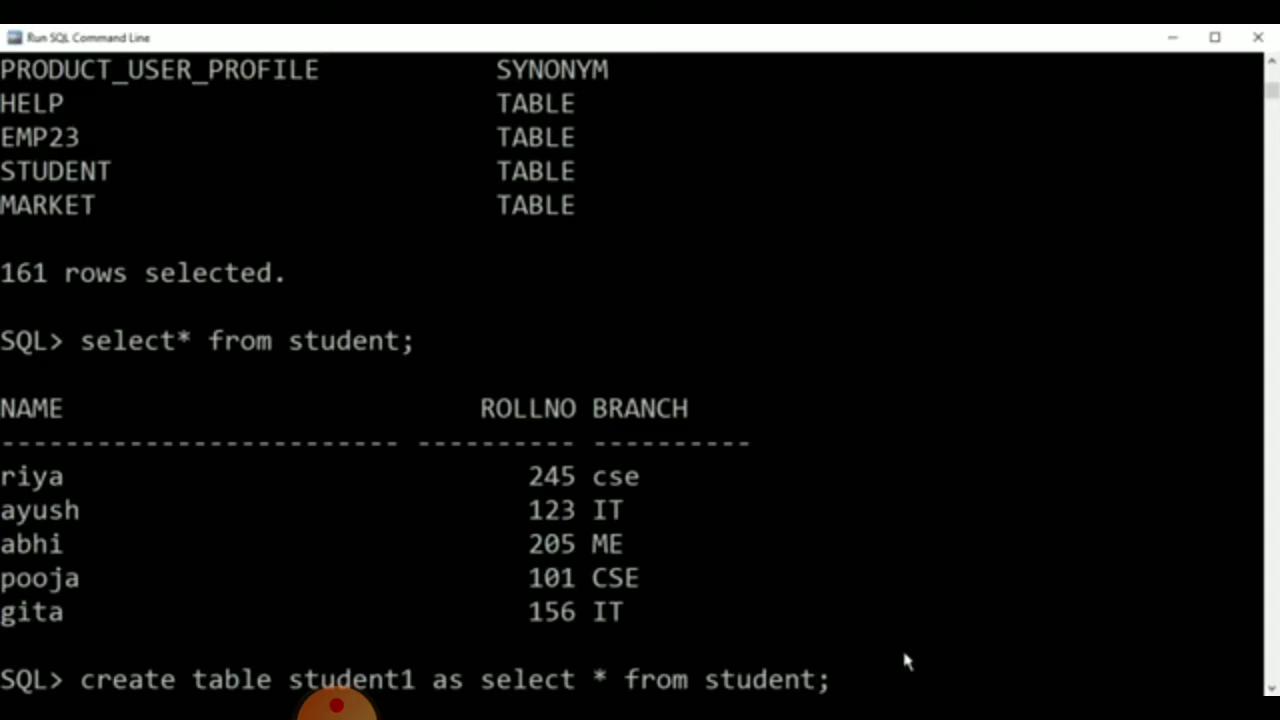 Run SQL Command Line
PRODUCT_USER_PROFILE SYNONYM
HELP TABLE
EMP23 TABLE
STUDENT TABLE
MARKET TABLE
161 rows selected.
SQL> select* from student;
NAME ROLLNO BRANCH
------------------------- ---------- ----------
riya 245 cse
ayush 123 IT
abhi 205 ME
pooja 101 CSE
gita 156 IT
SQL> create table student1 as select * from student;